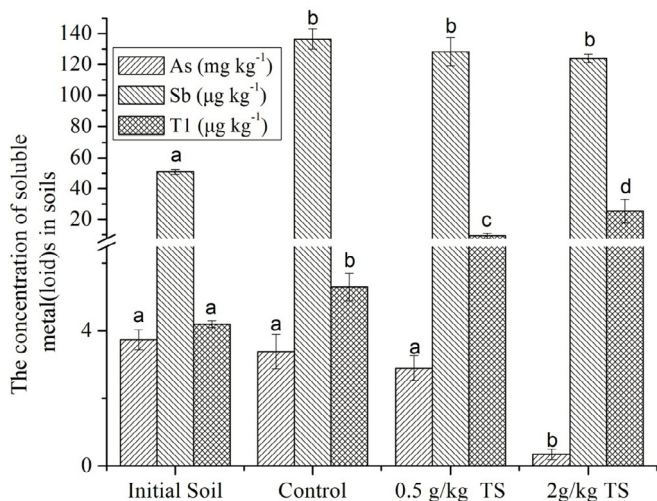 The concentration of soluble
metal(loid)s in soils
140
120
100
80
60
40
20
4
0
As (mg kg⁻¹)
Sb (μg kg⁻¹)
T1 (μg kg⁻¹)
a
a
a
b
a
b
b
a
c
b
b
d
Initial Soil
Control
0.5 g/kg TS
2g/kg TS